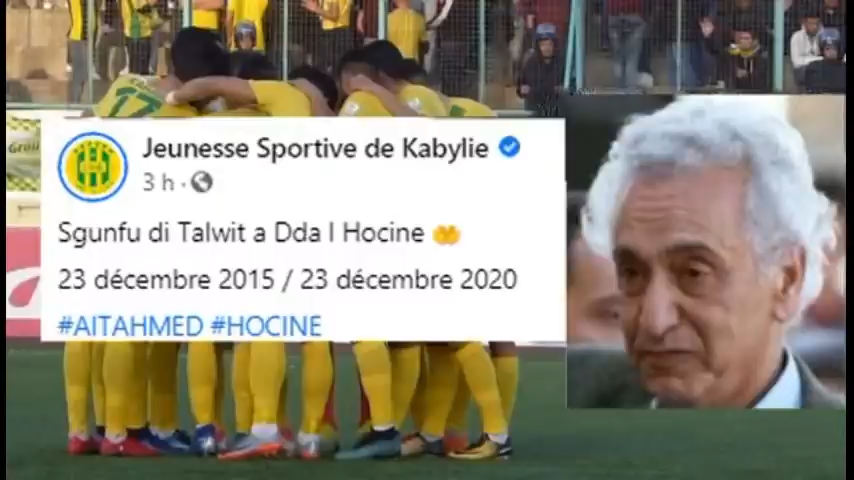 17
Jeunesse Sportive de Kabylie
3 h ·
Sgunfu di Talwit a Dda l Hocine
23 décembre 2015 / 23 décembre 2020
#AITAHMED #HOCINE